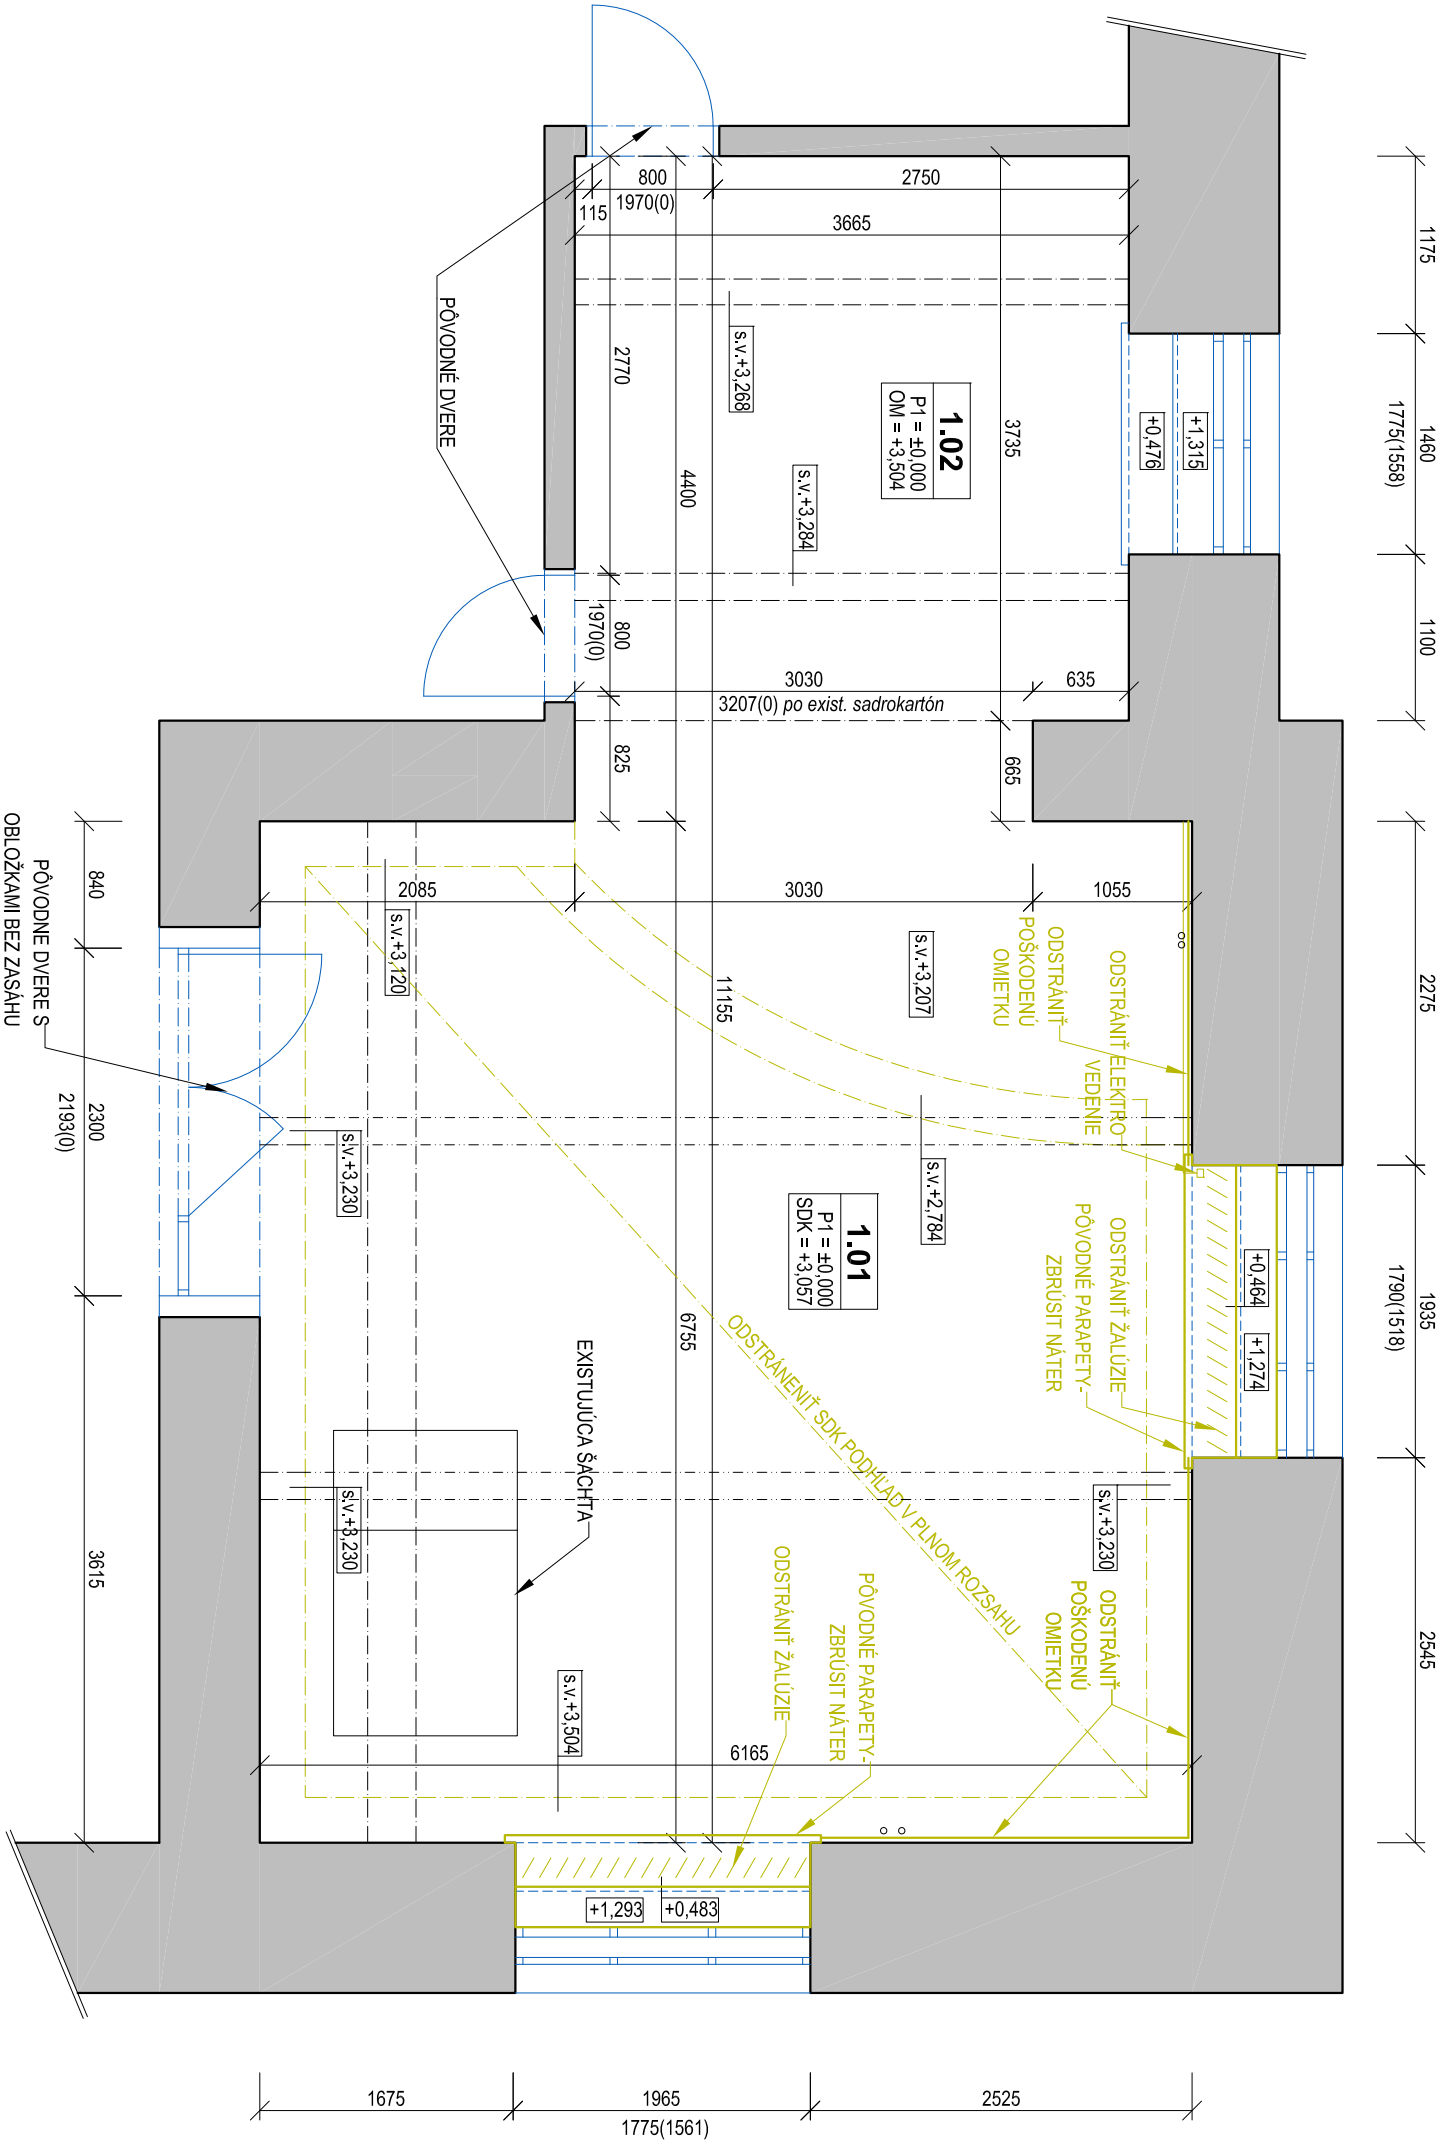 1175
1460
1775(1558)
1100
2275
1935
1790(1518)
2545
800
1970(0)
2750
115
3665
s.v.+3,268
2770
4400
3735
1.02
P1 = ±0,000
OM = +3,504
s.v.+3,284
+1,315
+0,476
PÔVODNÉ DVERE
800
1970(0)
825
3030
3207(0) po exist. sadrokartón
635
665
2085
3030
1055
s.v.+3,120
s.v.+3,207
11155
ODSTRÁNIŤ
POŠKODENÚ
OMIETKU
ODSTRÁNIŤ ELEKTRO
VEDENIE
s.v.+2,784
s.v.+3,230
1.01
P1 = ±0,000
SDK = +3,057
ODSTRÁNIŤ ŽALÚZIE
PÔVODNÉ PARAPETY-
ZBRÚSIT NÁTER
+0,464
+1,274
6755
ODSTRÁNENIŤ SDK PODHĽAD V PLNOM ROZSAHU
EXISTUJÚCA ŠACHTA
s.v.+3,230
s.v.+3,230
ODSTRÁNIŤ
POŠKODENÚ
OMIETKU
PÔVODNÉ PARAPETY-
ZBRÚSIT NÁTER
ODSTRÁNIŤ ŽALÚZIE
s.v.+3,504
6165
+1,293
+0,483
840
2300
2193(0)
3615
PÔVODNE DVERE S
OBLOŽKAMI BEZ ZASÁHU
1675
1965
1775(1561)
2525